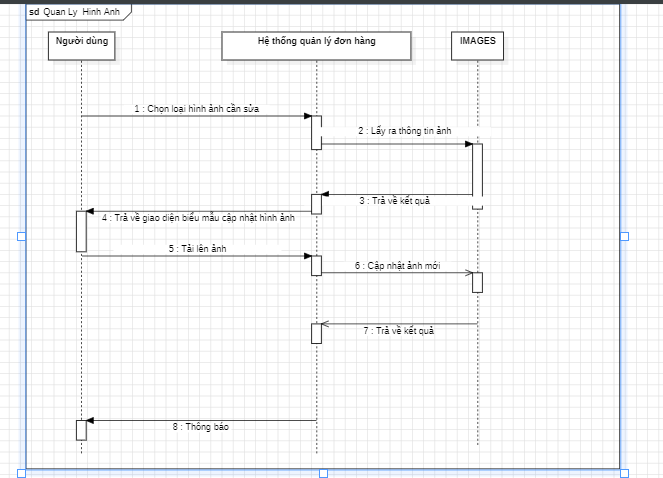 sd Quan Ly Hinh Anh
Người dùng
Hệ thống quản lý đơn hàng
IMAGES
1 : Chọn loại hình ảnh cần sửa
2 : Lấy ra thông tin ảnh
3 : Trả về kết quả
4 : Trả về giao diện biểu mẫu cập nhật hình ảnh
5 : Tải lên ảnh
6 : Cập nhật ảnh mới
7 : Trả về kết quả
8 : Thông báo